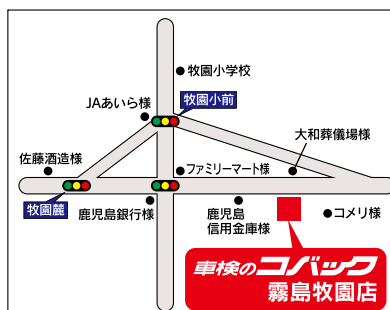 牧園小学校
JAあいら様
牧園小前
大和葬儀場様
佐藤酒造様
ファミリーマート様
牧園麓
鹿児島銀行様
鹿児島
信用金庫様
コメリ様
車検のコバック
霧島牧園店